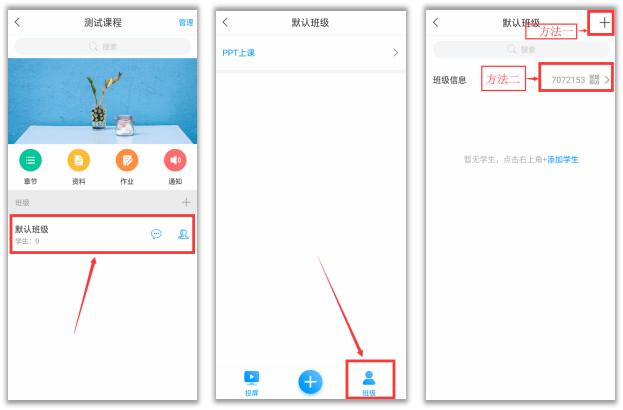 测试课程
管理
搜索
章节
资料
作业
通知
班级
默认班级
学生：0
默认班级
PPT上课
投屏
班级
默认班级
方法一
搜索
班级信息
方法二
7072153
暂无学生，点击右上角+添加学生